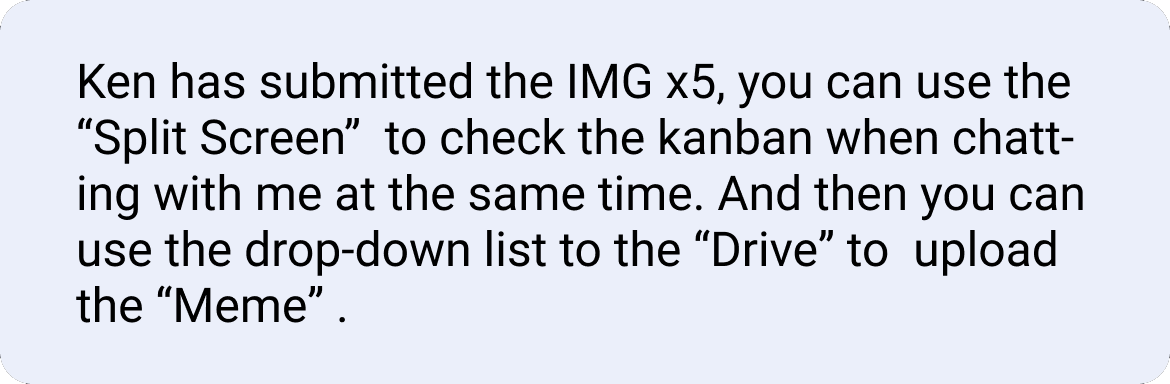 Ken has submitted the IMG x5, you can use the
“Split Screen”  to check the kanban when chatt-
ing with me at the same time. And then you can
use the drop-down list to the “Drive” to  upload
the “Meme” .